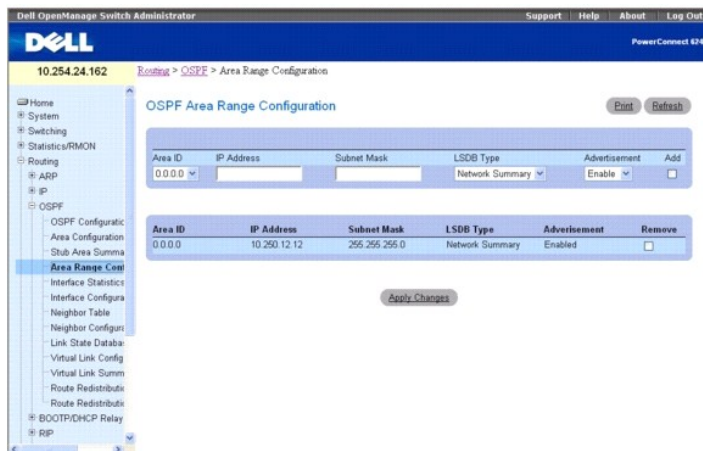 Dell OpenManage Switch Administrator
Support Help About Log Out
DELL
PowerConnect 624
10.254.24.162
Routing > OSPF > Area Range Configuration
Home
System
Switching
Statistics/RMON
Routing
ARP
IP
OSPF
OSPF Configuratic
Area Configuration
Stub Area Summa
Area Range Conf
Interface Statistics
Interface Configura
Neighbor Table
Neighbor Configura
Link State Databa
Virtual Link Config
Virtual Link Summ
Route Redistributic
Route Redistributic
BOOTP/DHCP Relay
RIP
OSPF Area Range Configuration
Print Refresh
Area ID IP Address Subnet Mask LSDB Type Advertisement Add
0.0.0.0 Network Summary Enable
Area ID IP Address Subnet Mask LSDB Type Adverisement Remove
0.0.0.0 10.250.12.12 255.255.255.0 Network Summary Enabled
Apply Changes